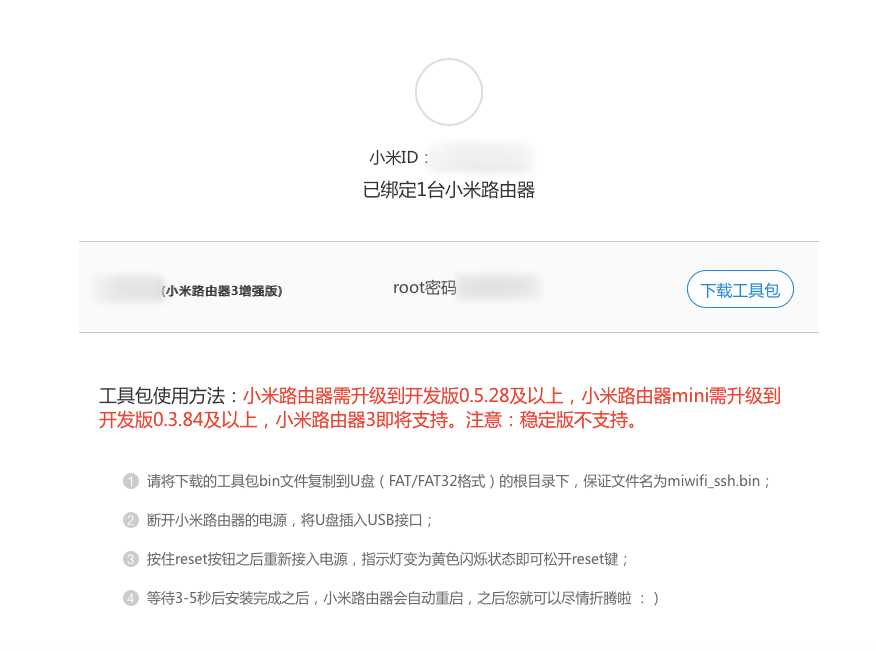 小米ID：
已绑定1台小米路由器
(小米路由器3增强版)
root密码
下载工具包
工具包使用方法：小米路由器需升级到开发版0.5.28及以上，小米路由器mini需升级到
开发版0.3.84及以上，小米路由器3即将支持。注意：稳定版不支持。
1 请将下载的工具包bin文件复制到U盘（FAT/FAT32格式）的根目录下，保证文件名为miwifi_ssh.bin；
2 断开小米路由器的电源，将U盘插入USB接口；
3 按住reset按钮之后重新接入电源，指示灯变为黄色闪烁状态即可松开reset键；
4 等待3-5秒后安装完成之后，小米路由器会自动重启，之后您就可以尽情折腾啦 ：）